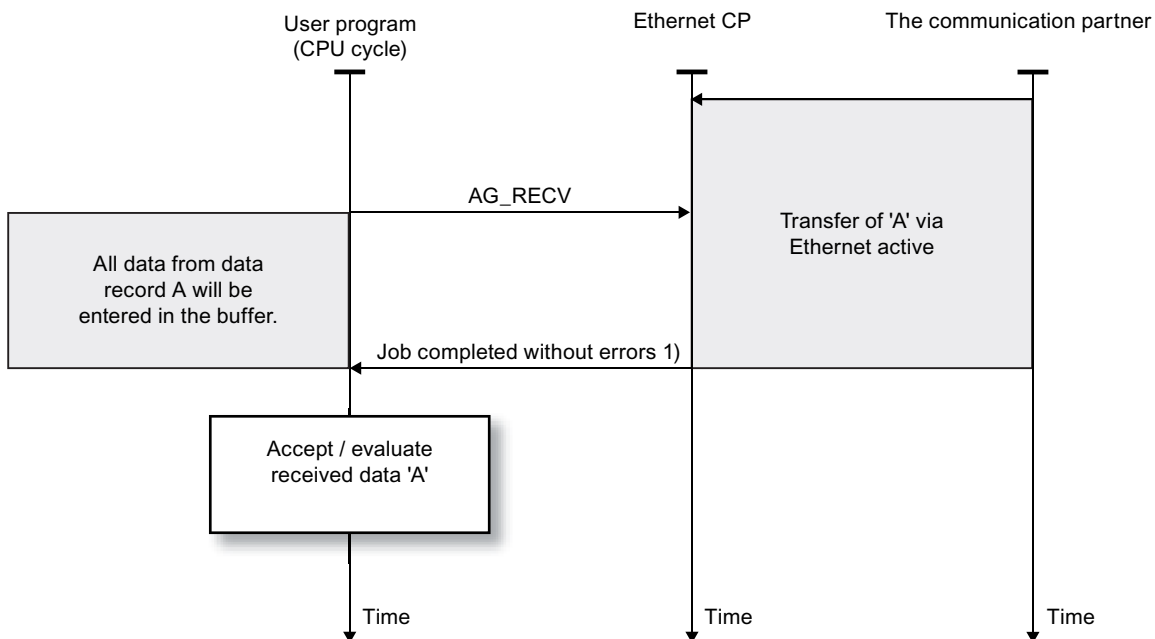 User program
(CPU cycle)
Ethernet CP
The communication partner
AG_RECV
Transfer of 'A' via
Ethernet active
All data from data
record A will be
entered in the buffer.
Job completed without errors 1)
Accept / evaluate
received data 'A'
Time
Time
Time